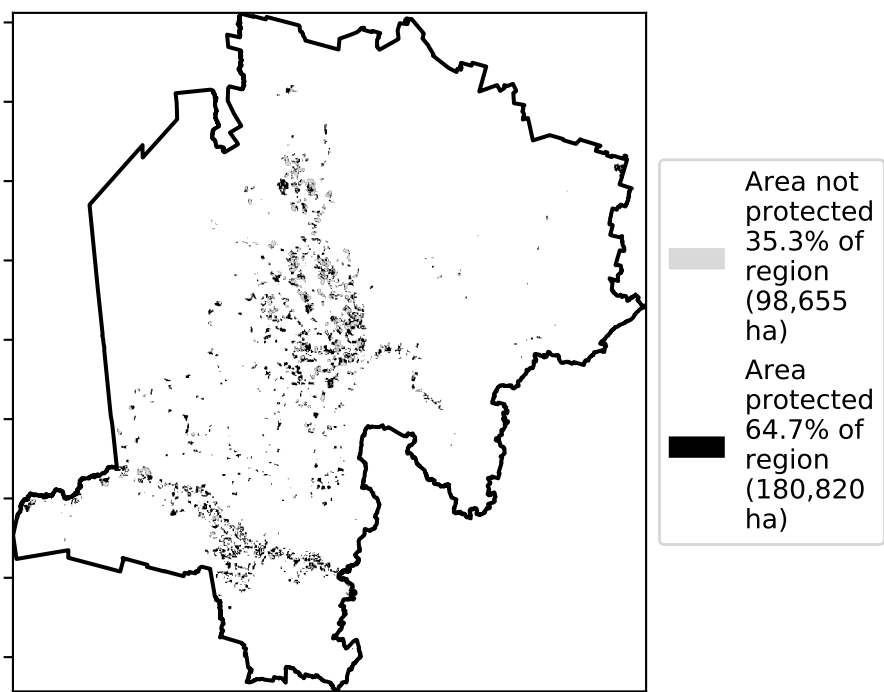 Area not
protected
35.3% of
region
(98,655
ha)
Area
protected
64.7% of
region
(180,820
ha)